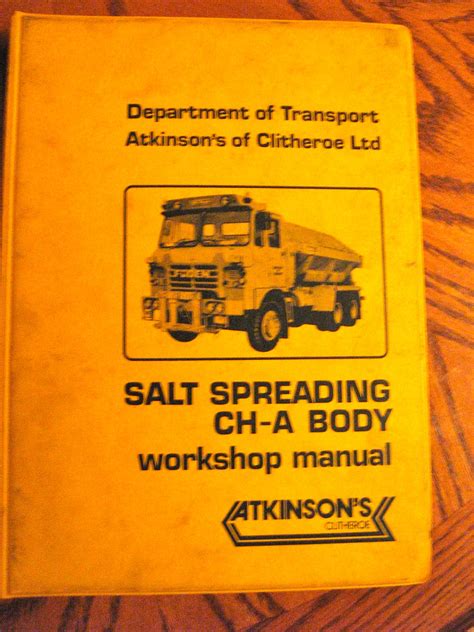 Department of Transport
Atkinson's of Clitheroe Ltd
SALT SPREADING
CH-A BODY
workshop manual
ATKINSON'S
CLITHEROE